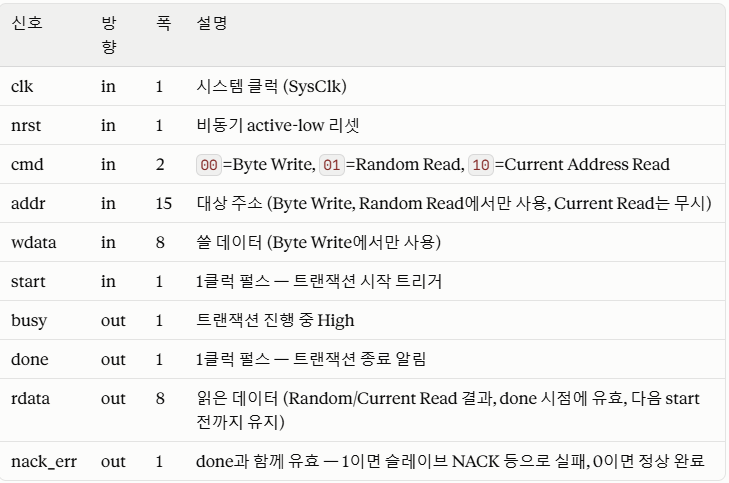 신호 방향 폭 설명
clk in 1 시스템 클럭 (SysClk)
nrst in 1 비동기 active-low 리셋
cmd in 2 00=Byte Write, 01=Random Read, 10=Current Address Read
addr in 15 대상 주소 (Byte Write, Random Read에서만 사용, Current Read는 무시)
wdata in 8 쓸 데이터 (Byte Write에서만 사용)
start in 1 1클럭 펄스 — 트랜잭션 시작 트리거
busy out 1 트랜잭션 진행 중 High
done out 1 1클럭 펄스 — 트랜잭션 종료 알림
rdata out 8 읽은 데이터 (Random/Current Read 결과, done 시점에 유효, 다음 start
전까지 유지)
nack_err out 1 done과 함께 유효 — 1이면 슬레이브 NACK 등으로 실패, 0이면 정상 완료